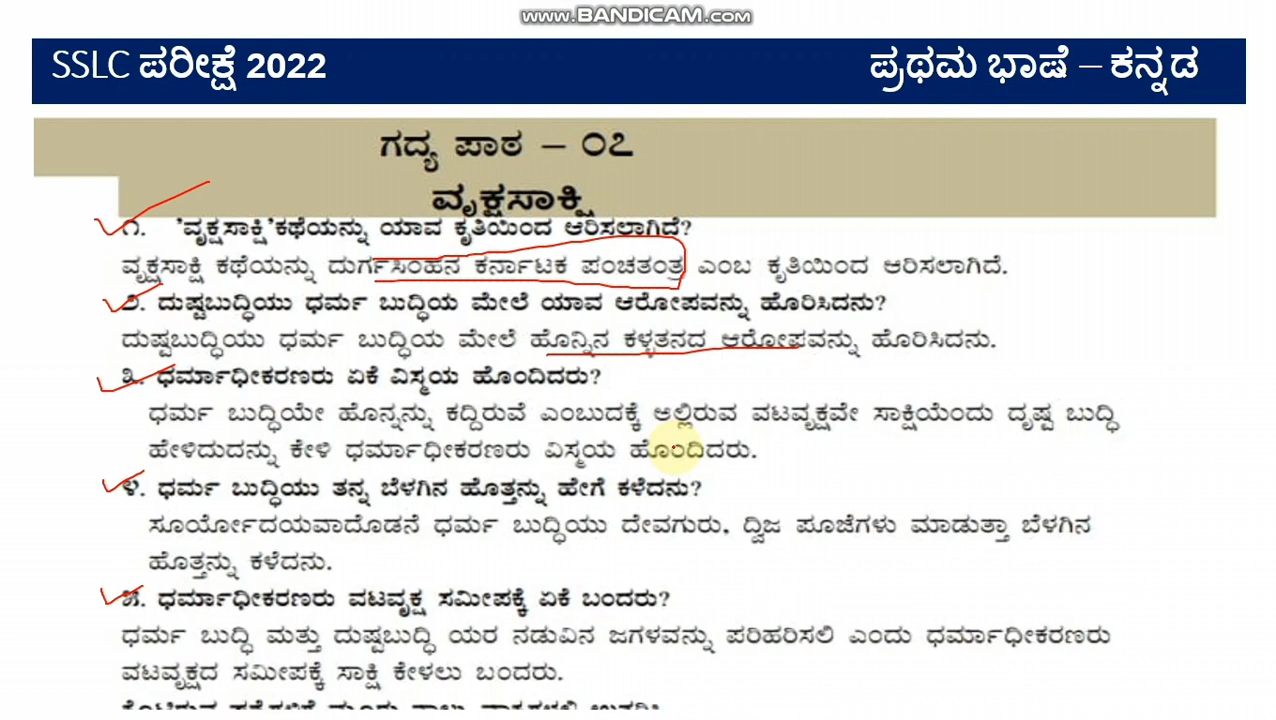 www.BANDICAM.com
SSLC ಪರೀಕ್ಷೆ 2022 ಪ್ರಥಮ ಭಾಷೆ – ಕನ್ನಡ
ಗದ್ಯ ಪಾಠ – ೦೭
ವೃಕ್ಷಸಾಕ್ಷಿ
೧. 'ವೃಕ್ಷಸಾಕ್ಷಿ'ಕಥೆಯನ್ನು ಯಾವ ಕೃತಿಯಿಂದ ಆರಿಸಲಾಗಿದೆ?
ವೃಕ್ಷಸಾಕ್ಷಿ ಕಥೆಯನ್ನು ದುರ್ಗಸಿಂಹನ ಕರ್ನಾಟಕ ಪಂಚತಂತ್ರ ಎಂಬ ಕೃತಿಯಿಂದ ಆರಿಸಲಾಗಿದೆ.
೨. ದುಷ್ಟಬುದ್ಧಿಯು ಧರ್ಮ ಬುದ್ಧಿಯ ಮೇಲೆ ಯಾವ ಆರೋಪವನ್ನು ಹೊರಿಸಿದನು?
ದುಷ್ಟಬುದ್ಧಿಯು ಧರ್ಮ ಬುದ್ಧಿಯ ಮೇಲೆ ಹೊನ್ನಿನ ಕಳ್ಳತನದ ಆರೋಪವನ್ನು ಹೊರಿಸಿದನು.
೩. ಧರ್ಮಾಧೀಕರಣರು ಏಕೆ ವಿಸ್ಮಯ ಹೊಂದಿದರು?
ಧರ್ಮ ಬುದ್ಧಿಯೇ ಹೊನ್ನನ್ನು ಕದ್ದಿರುವೆ ಎಂಬುದಕ್ಕೆ ಅಲ್ಲಿರುವ ವಟವೃಕ್ಷವೇ ಸಾಕ್ಷಿಯೆಂದು ದೃಷ್ಟ ಬುದ್ಧಿ
ಹೇಳಿದುದನ್ನು ಕೇಳಿ ಧರ್ಮಾಧೀಕರಣರು ವಿಸ್ಮಯ ಹೊಂದಿದರು.
೪. ಧರ್ಮ ಬುದ್ಧಿಯು ತನ್ನ ಬೆಳಗಿನ ಹೊತ್ತನ್ನು ಹೇಗೆ ಕಳೆದನು?
ಸೂರ್ಯೋದಯವಾದೊಡನೆ ಧರ್ಮ ಬುದ್ಧಿಯು ದೇವಗುರು, ದ್ವಿಜ ಪೂಜೆಗಳು ಮಾಡುತ್ತಾ ಬೆಳಗಿನ
ಹೊತ್ತನ್ನು ಕಳೆದನು.
೫. ಧರ್ಮಾಧೀಕರಣರು ವಟವೃಕ್ಷ ಸಮೀಪಕ್ಕೆ ಏಕೆ ಬಂದರು?
ಧರ್ಮ ಬುದ್ಧಿ ಮತ್ತು ದುಷ್ಟಬುದ್ಧಿ ಯರ ನಡುವಿನ ಜಗಳವನ್ನು ಪರಿಹರಿಸಲಿ ಎಂದು ಧರ್ಮಾಧೀಕರಣರು
ವಟವೃಕ್ಷದ ಸಮೀಪಕ್ಕೆ ಸಾಕ್ಷಿ ಕೇಳಲು ಬಂದರು.